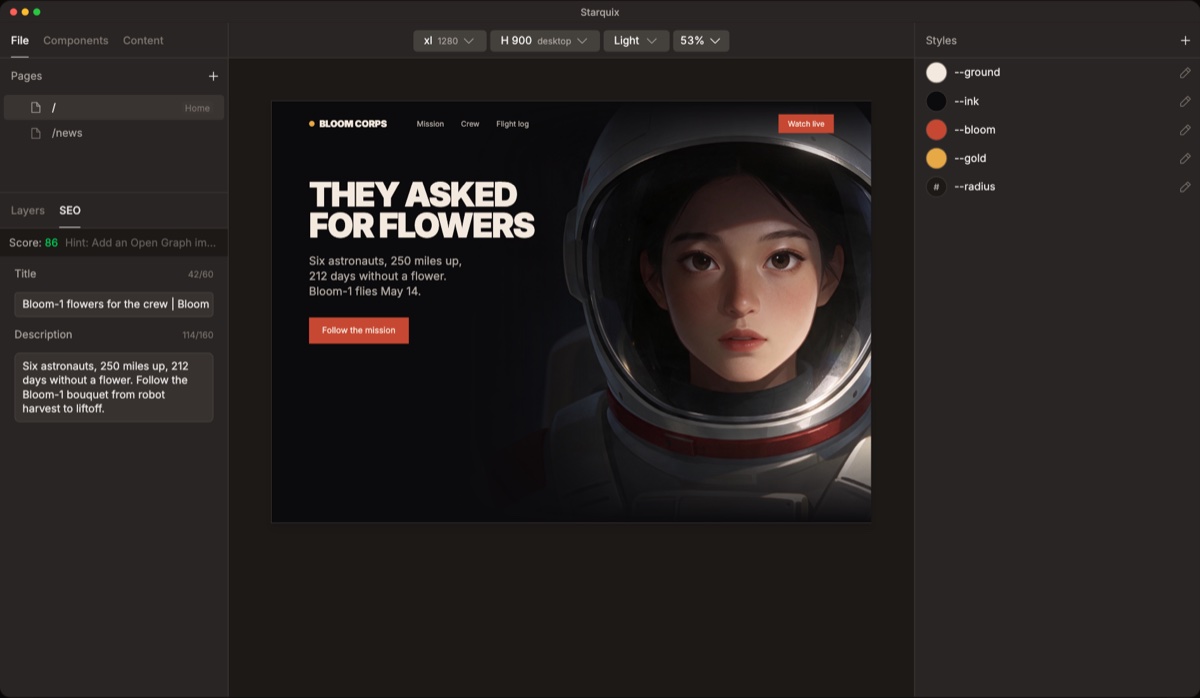 Starquix
File Components Content
xl 1280 H 900 desktop Light 53%
Styles
Pages
/ Home
/news
--ground
--ink
--bloom
--gold
# --radius
BLOOM CORPS Mission Crew Flight log Watch live
THEY ASKED
FOR FLOWERS
Six astronauts, 250 miles up,
212 days without a flower.
Bloom-1 flies May 14.
Follow the mission
Layers SEO
Score: 86 Hint: Add an Open Graph im...
Title 42/60
Bloom-1 flowers for the crew | Bloom
Description 114/160
Six astronauts, 250 miles up, 212
days without a flower. Follow the
Bloom-1 bouquet from robot
harvest to liftoff.